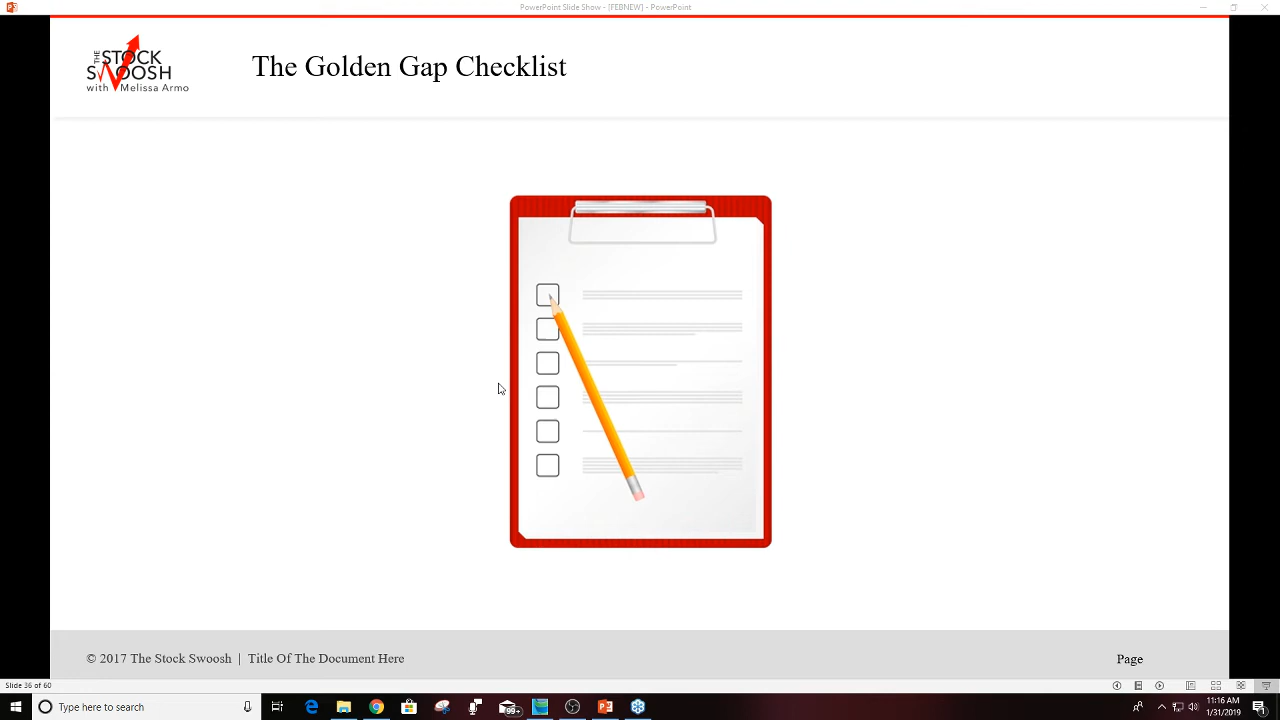 PowerPoint Slide Show - [FEBNEW] - PowerPoint
THE STOCK
SWOOSH
with Melissa Armo
The Golden Gap Checklist
© 2017 The Stock Swoosh | Title Of The Document Here
Page
Slide 36 of 60
Type here to search
99+
11:16 AM
1/31/2019